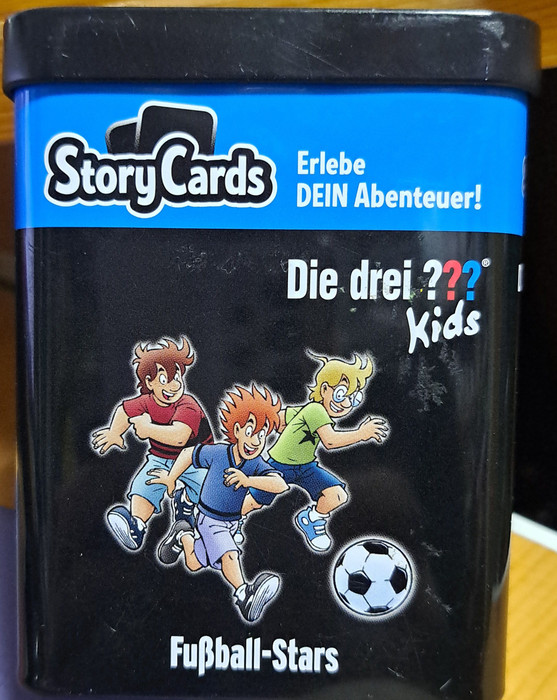 StoryCards
Erlebe
DEIN Abenteuer!
Die drei ???®
Kids
Fußball-Stars